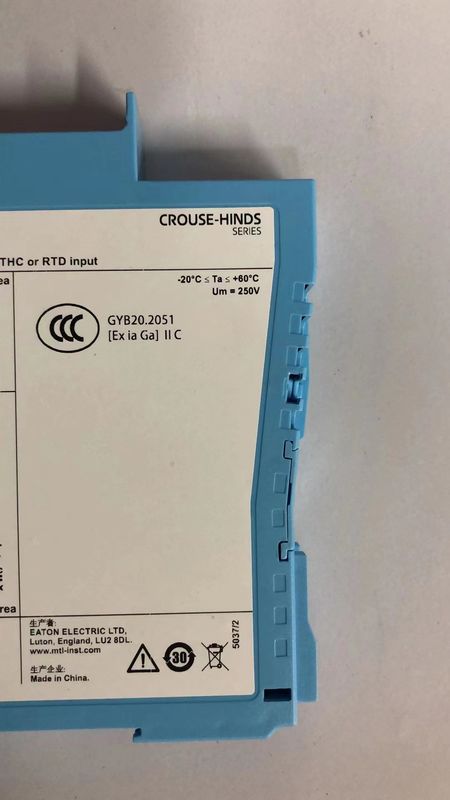 CROUSE-HINDS
SERIES
THC or RTD input
-20°C ≤ Ta ≤ +60°C
Um = 250V
CCC
GYB20.2051
[Ex ia Ga] II C
生产者:
EATON ELECTRIC LTD,
Luton, England, LU2 8DL.
www.mtl-inst.com
生产企业:
Made in China.
30
5037/2